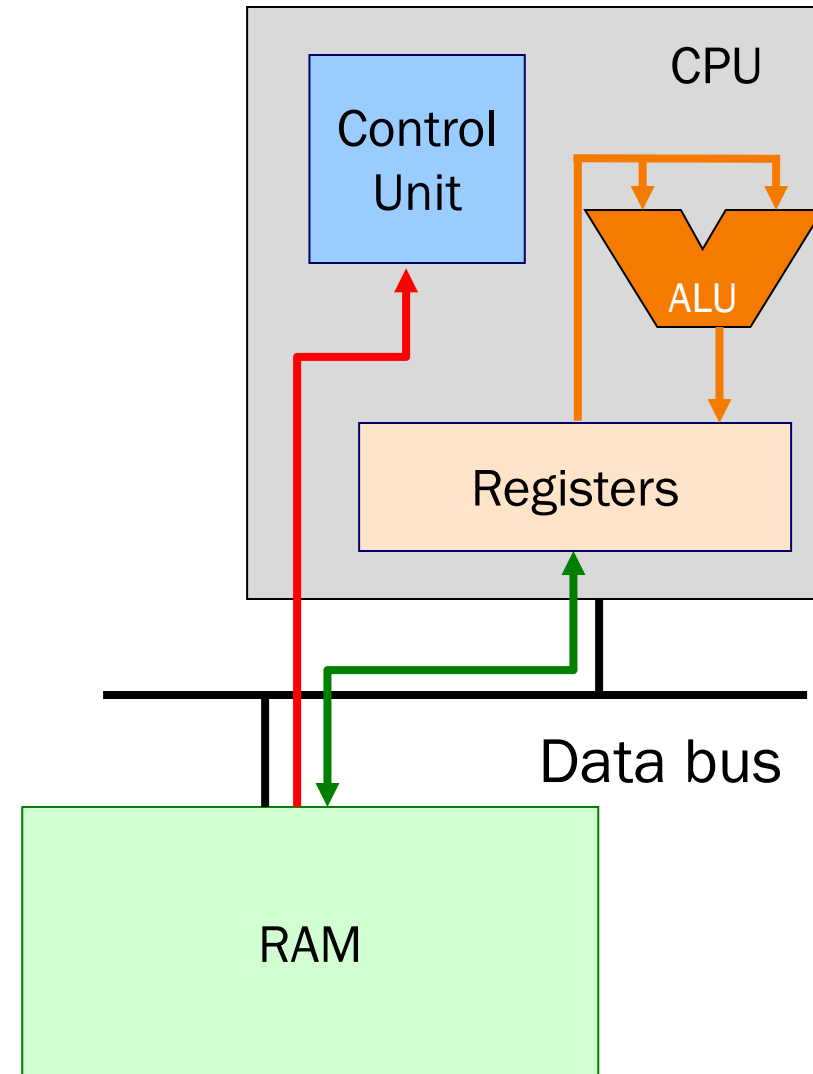 CPU
Control
Unit
ALU
Registers
Data bus
RAM